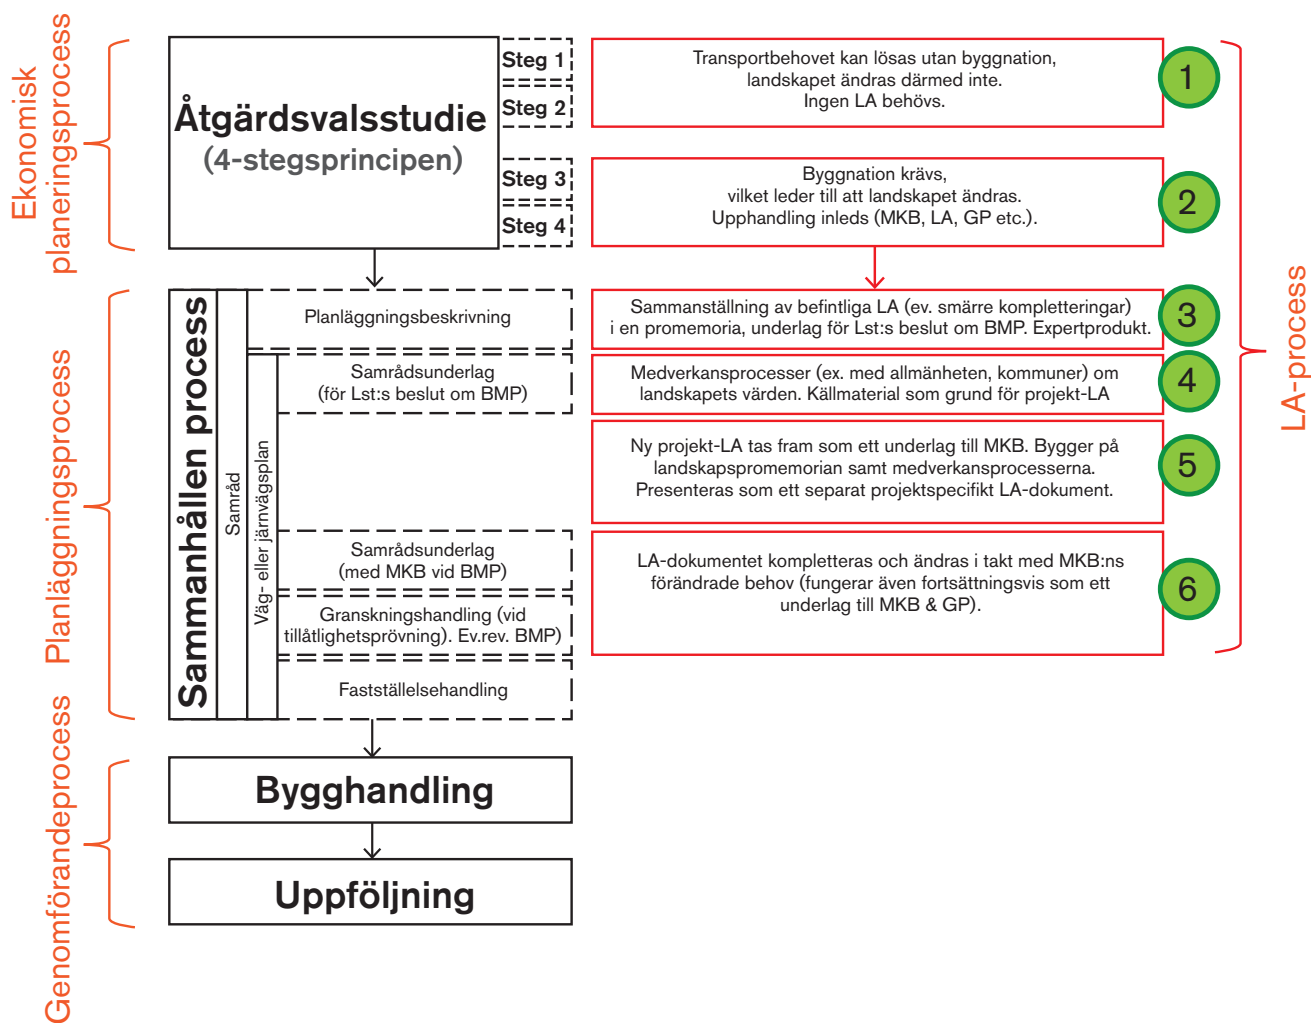 Ekonomisk
planeringsprocess
Åtgärdsvalsstudie
(4-stegsprincipen)
Steg 1
Steg 2
Steg 3
Steg 4
Transportbehovet kan lösas utan byggnation,
landskapet ändras därmed inte.
Ingen LA behövs.
1
Byggnation krävs,
vilket leder till att landskapet ändras.
Upphandling inleds (MKB, LA, GP etc.).
2
LA-process
Planläggningsprocess
Sammanhållen process
Samråd
Väg- eller järnvägsplan
Planläggningsbeskrivning
Sammanställning av befintliga LA (ev. smärre kompletteringar)
i en promemoria, underlag för Lst:s beslut om BMP. Expertprodukt.
3
Samrådsunderlag
(för Lst:s beslut om BMP)
Medverkansprocesser (ex. med allmänheten, kommuner) om
landskapets värden. Källmaterial som grund för projekt-LA
4
Ny projekt-LA tas fram som ett underlag till MKB. Bygger på
landskapspromemorian samt medverkansprocesserna.
Presenteras som ett separat projektspecifikt LA-dokument.
5
Samrådsunderlag
(med MKB vid BMP)
LA-dokumentet kompletteras och ändras i takt med MKB:ns
förändrade behov (fungerar även fortsättningsvis som ett
underlag till MKB & GP).
6
Granskningshandling (vid
tillåtlighetsprövning). Ev.rev. BMP)
Fastställelsehandling
Genomförandeprocess
Bygghandling
Uppföljning